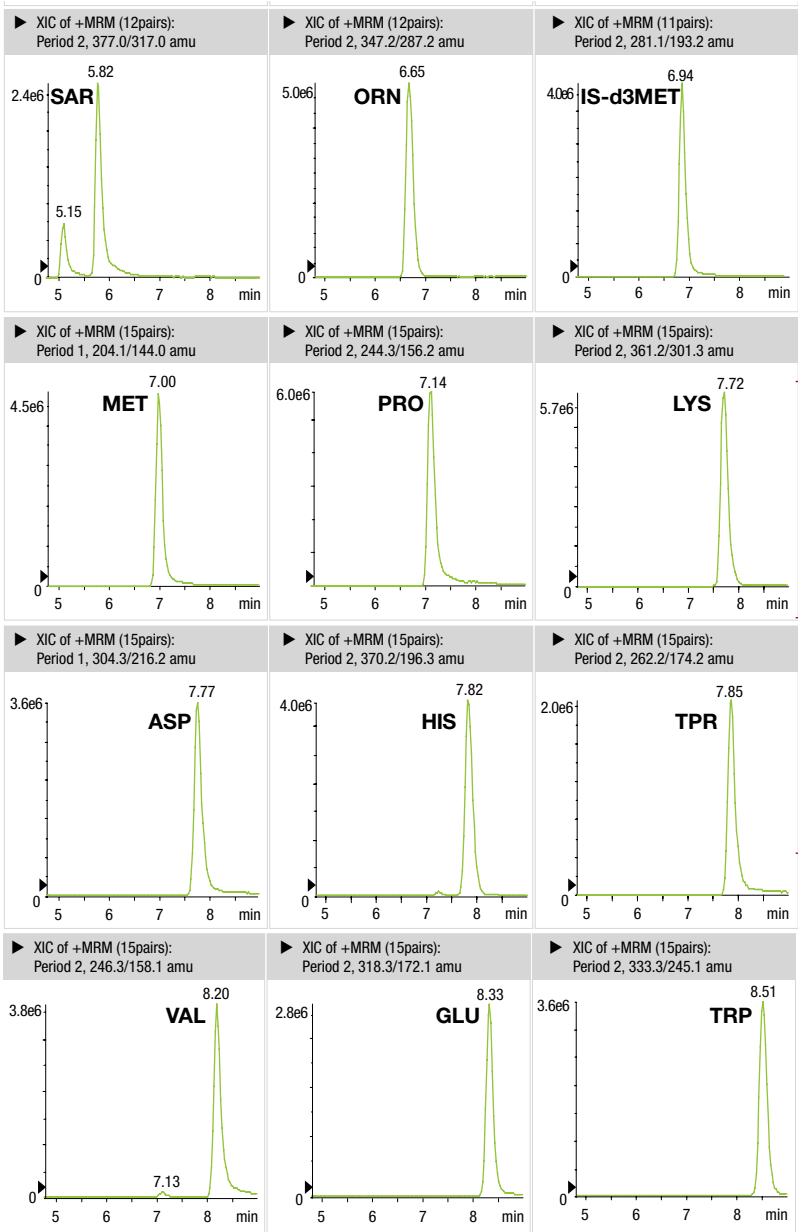 ▶ XIC of +MRM (12pairs):
Period 2, 377.0/317.0 amu
5.82
2.4e6
SAR
5.15
0
5 6 7 8 min
▶ XIC of +MRM (12pairs):
Period 2, 347.2/287.2 amu
6.65
5.0e6
ORN
0
5 6 7 8 min
▶ XIC of +MRM (11pairs):
Period 2, 281.1/193.2 amu
6.94
4.0e6
IS-d3MET
0
5 6 7 8 min
▶ XIC of +MRM (15pairs):
Period 1, 204.1/144.0 amu
7.00
4.5e6
MET
0
5 6 7 8 min
▶ XIC of +MRM (15pairs):
Period 2, 244.3/156.2 amu
7.14
6.0e6
PRO
0
5 6 7 8 min
▶ XIC of +MRM (15pairs):
Period 2, 361.2/301.3 amu
7.72
5.7e6
LYS
0
5 6 7 8 min
▶ XIC of +MRM (15pairs):
Period 1, 304.3/216.2 amu
7.77
3.6e6
ASP
0
5 6 7 8 min
▶ XIC of +MRM (15pairs):
Period 2, 370.2/196.3 amu
7.82
4.0e6
HIS
0
5 6 7 8 min
▶ XIC of +MRM (15pairs):
Period 2, 262.2/174.2 amu
7.85
2.0e6
TPR
0
5 6 7 8 min
▶ XIC of +MRM (15pairs):
Period 2, 246.3/158.1 amu
8.20
3.8e6
VAL
7.13
0
5 6 7 8 min
▶ XIC of +MRM (15pairs):
Period 2, 318.3/172.1 amu
8.33
2.8e6
GLU
0
5 6 7 8 min
▶ XIC of +MRM (15pairs):
Period 2, 333.3/245.1 amu
8.51
3.6e6
TRP
0
5 6 7 8 min